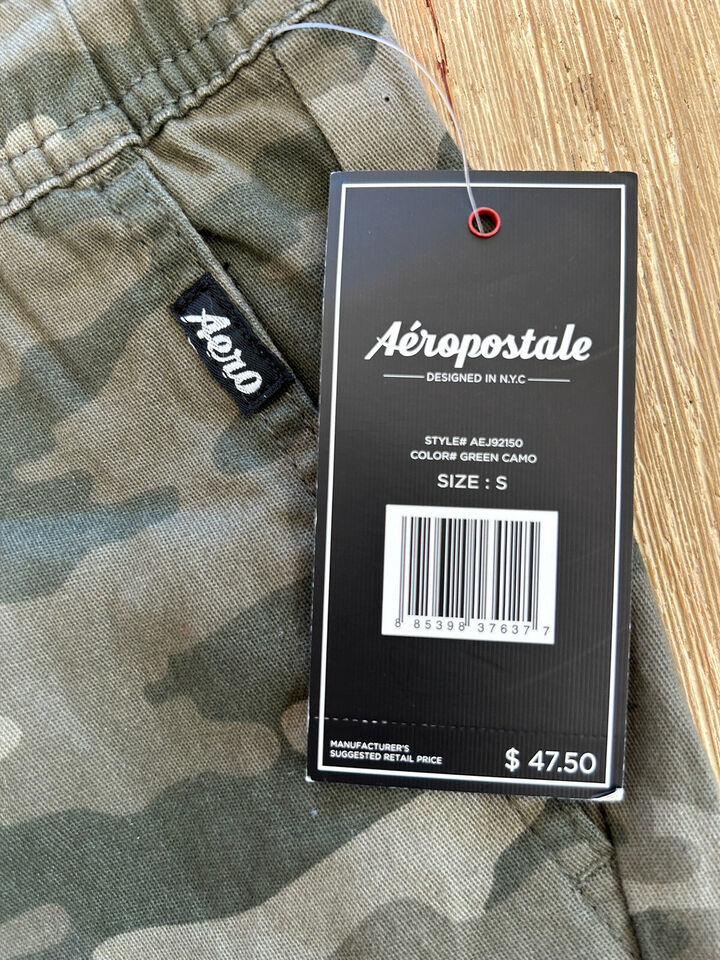 Aero
Aéropostale
DESIGNED IN N.Y.C
STYLE# AEJ92150
COLOR# GREEN CAMO
SIZE : S
8 85398 37637 7
MANUFACTURER'S
SUGGESTED RETAIL PRICE
$ 47.50